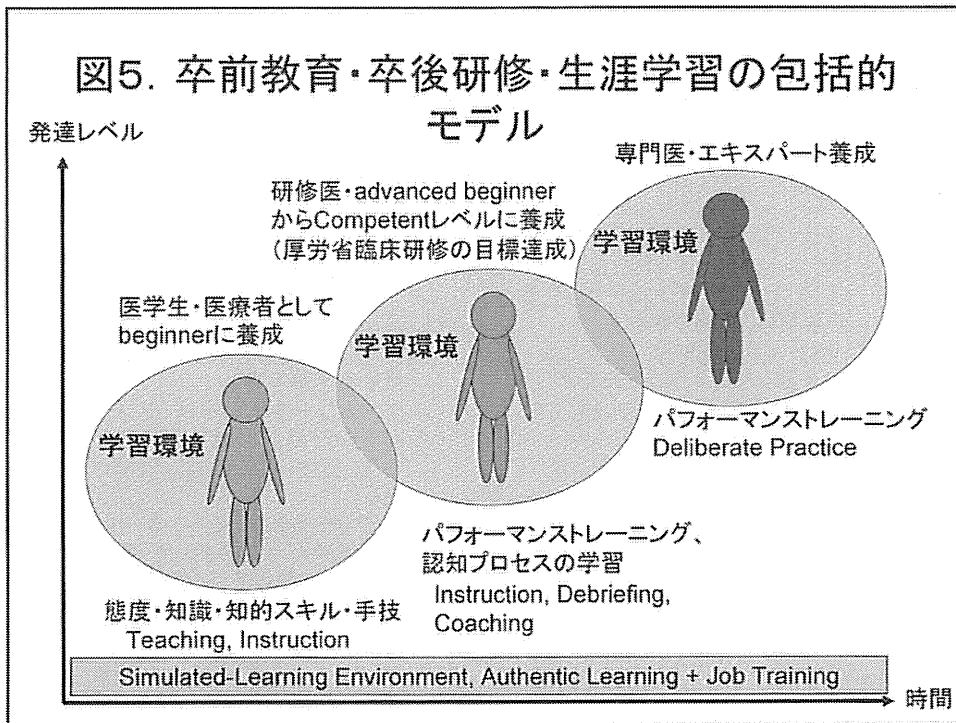 図5. 卒前教育・卒後研修・生涯学習の包括的
モデル
発達レベル
専門医・エキスパート養成
研修医・advanced beginner
からCompetentレベルに養成
(厚労省臨床研修の目標達成)
学習環境
医学生・医療者として
beginnerに養成
学習環境
学習環境
パフォーマンストレーニング
Deliberate Practice
パフォーマンストレーニング、
認知プロセスの学習
Instruction, Debriefing,
Coaching
態度・知識・知的スキル・手技
Teaching, Instruction
Simulated-Learning Environment, Authentic Learning + Job Training
時間